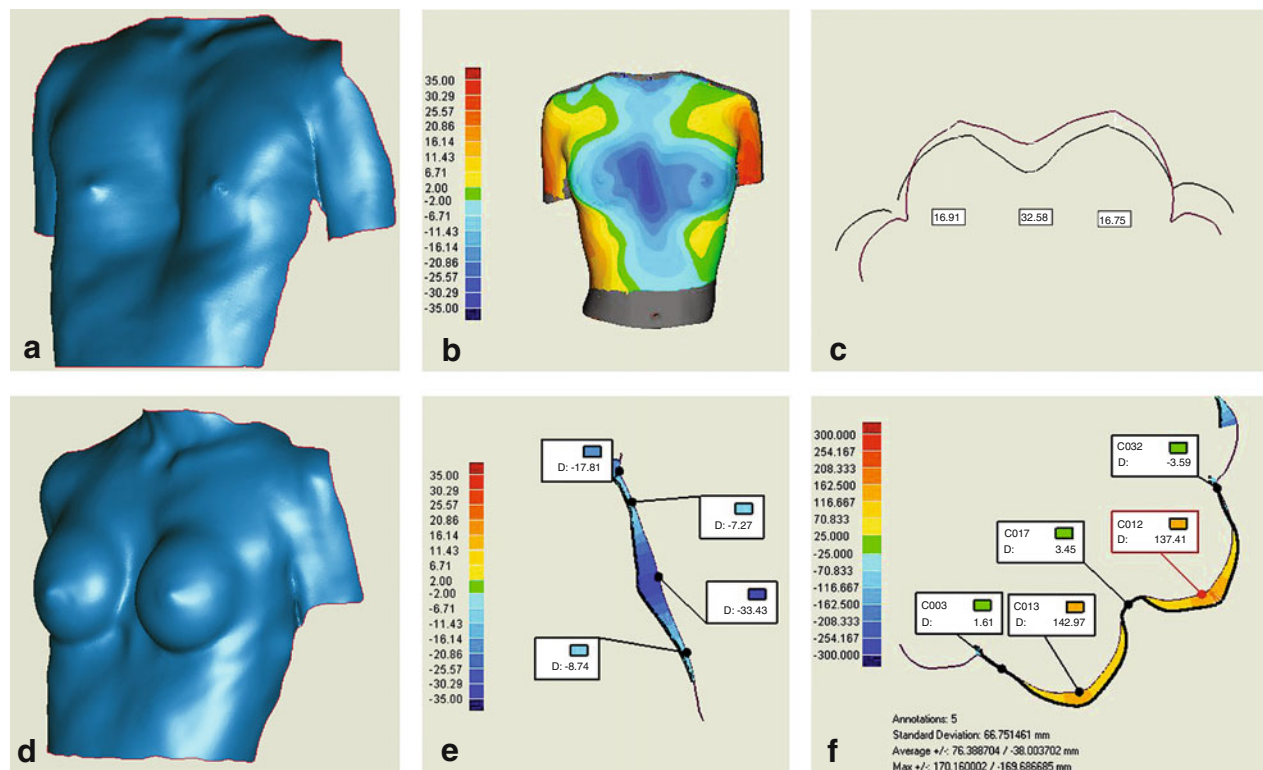 a
35.00
30.29
25.57
20.86
16.14
11.43
6.71
2.00
-2.00
-6.71
-11.43
-16.14
-20.86
-25.57
-30.29
-35.00
b
16.91
32.58
16.75
c
d
35.00
30.29
25.57
20.86
16.14
11.43
6.71
2.00
-2.00
-6.71
-11.43
-16.14
-20.86
-25.57
-30.29
-35.00
D: -17.81
D: -7.27
D: -33.43
D: -8.74
e
300.000
254.167
208.333
162.500
116.667
70.833
25.000
-25.000
-70.833
-116.667
-162.500
-208.333
-254.167
-300.000
C032
D: -3.59
C017
D: 3.45
C012
D: 137.41
C003
D: 1.61
C013
D: 142.97
Annotations: 5
Standard Deviation: 66.751461 mm
Average +/-: 76.388704 / -38.003702 mm
Max +/-: 170.160002 / -169.686685 mm
f